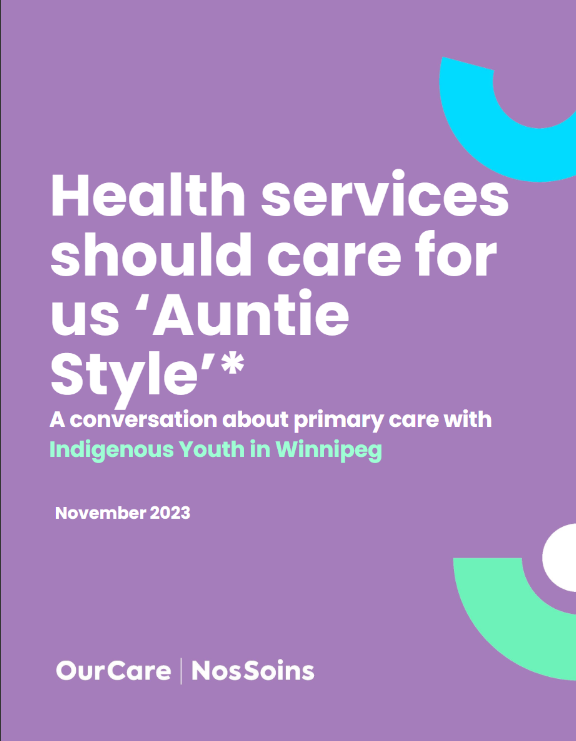 Health services
should care for
us ‘Auntie
Style’*
A conversation about primary care with
Indigenous Youth in Winnipeg
November 2023
OurCare | NosSoins